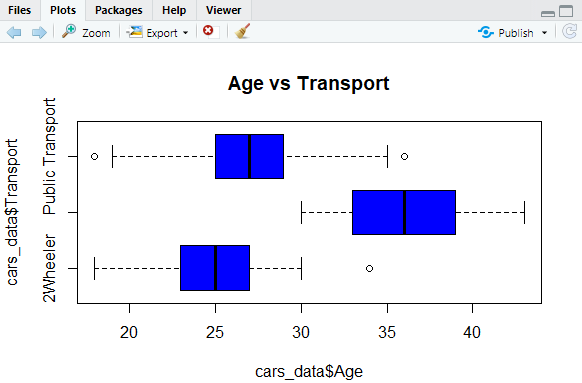 Files Plots Packages Help Viewer
Zoom Export Publish
Age vs Transport
cars_data$Transport
Public Transport
2Wheeler
20 25 30 35 40
cars_data$Age